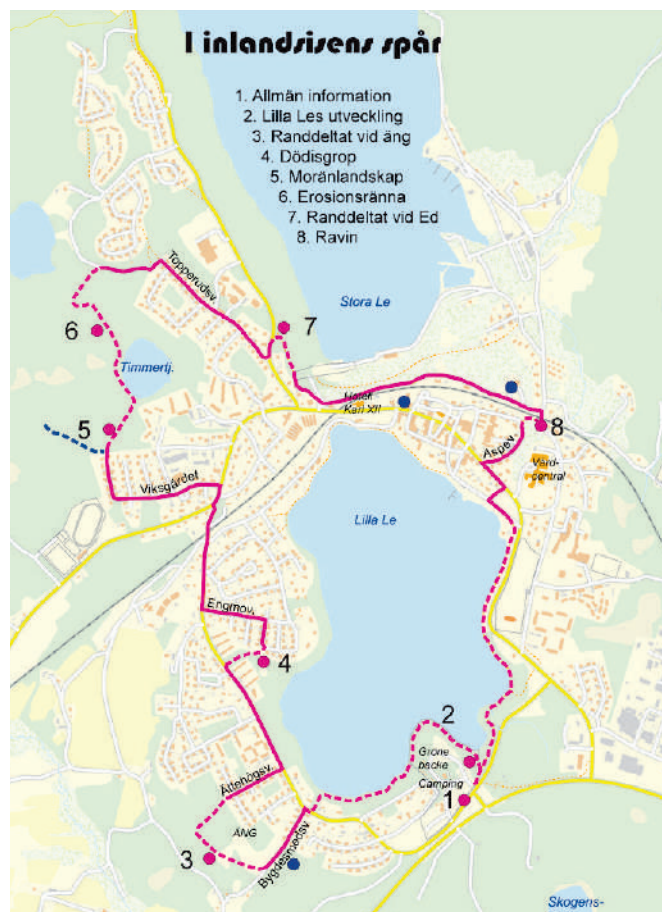 I inlandsisens spår
1. Allmän information
2. Lilla Les utveckling
3. Randdeltat vid äng
4. Dödisgrop
5. Moränlandskap
6. Erosionsränna
7. Randdeltat vid Ed
8. Ravin
Topperudsv.
Stora Le
7
6
Timmertj.
Hotell
Karl XII
5
8
Aspev.
Vård-
central
Viksgärdet
Lilla Le
Engmov.
4
2
Gröne
backe
Camping
1
Ättehögsv.
ÄNG
3
Bygdesmedsv.
Skogens-